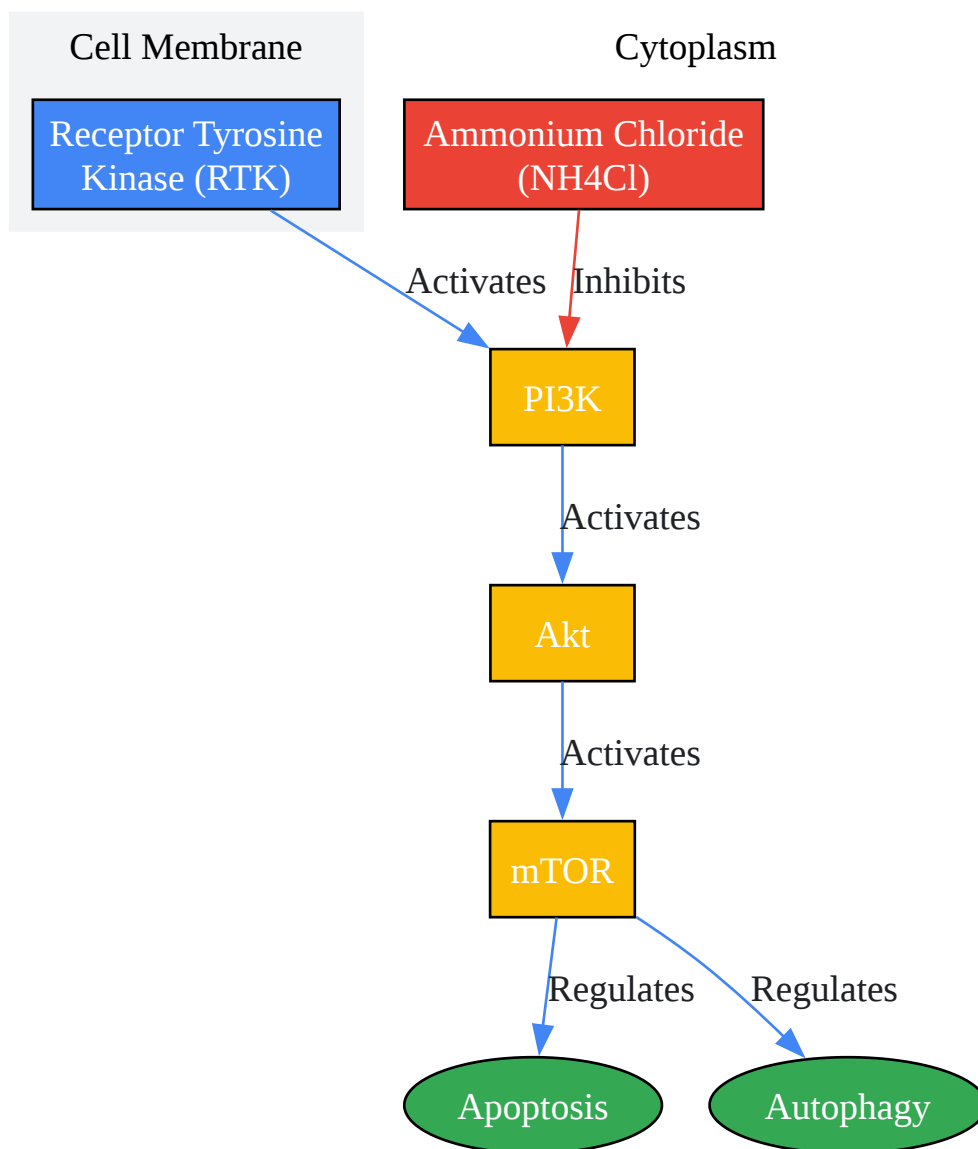 Cell Membrane
Cytoplasm
Receptor Tyrosine
Kinase (RTK)
Ammonium Chloride
(NH4Cl)
Activates
Inhibits
PI3K
Activates
Akt
Activates
mTOR
Regulates
Regulates
Apoptosis
Autophagy